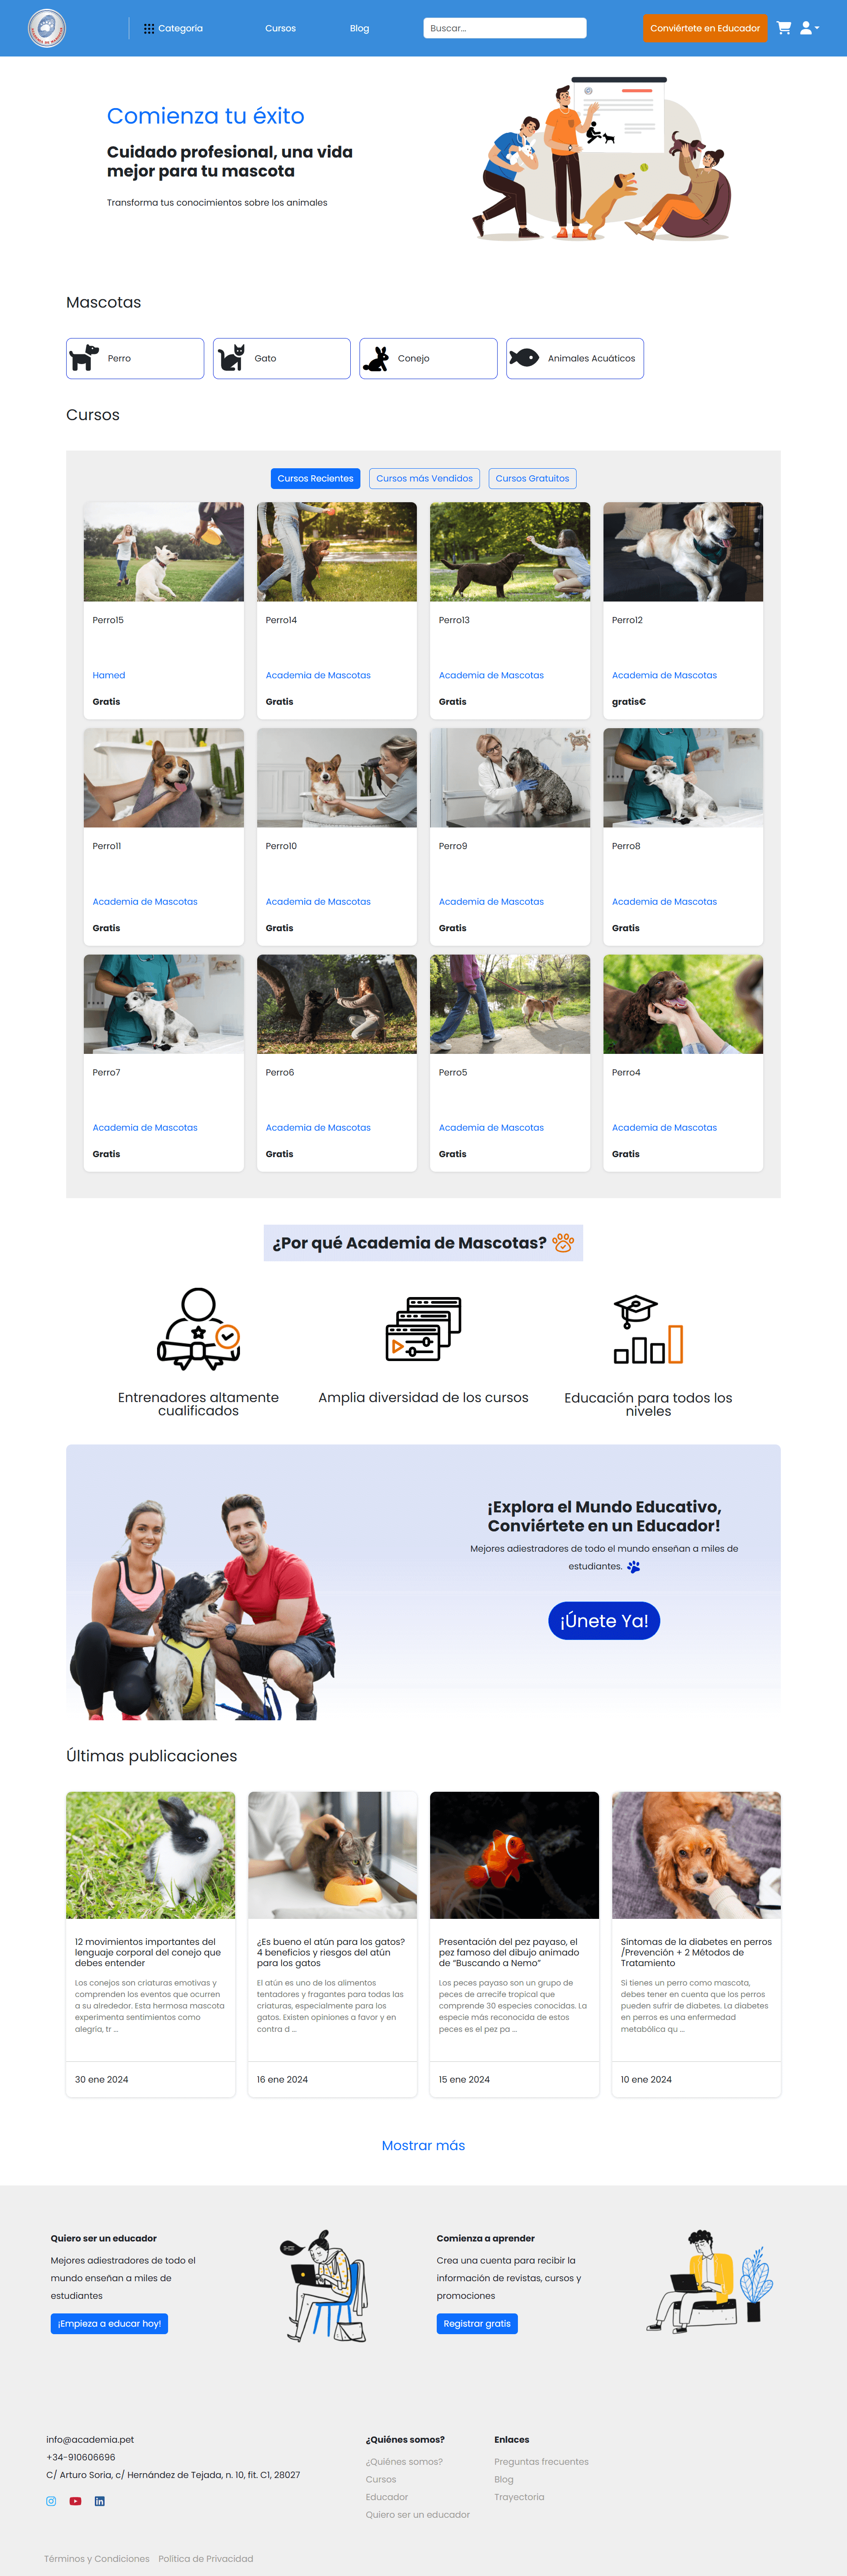 Categoría
Cursos
Blog
Buscar...
Conviértete en Educador
Comienza tu éxito
Cuidado profesional, una vida
mejor para tu mascota
Transforma tus conocimientos sobre los animales
Mascotas
Perro
Gato
Conejo
Animales Acuáticos
Cursos
Cursos Recientes
Cursos más Vendidos
Cursos Gratuitos
Perro15
Hamed
Gratis
Perro14
Academia de Mascotas
Gratis
Perro13
Academia de Mascotas
Gratis
Perro12
Academia de Mascotas
gratis€
Perro11
Academia de Mascotas
Gratis
Perro10
Academia de Mascotas
Gratis
Perro9
Academia de Mascotas
Gratis
Perro8
Academia de Mascotas
Gratis
Perro7
Academia de Mascotas
Gratis
Perro6
Academia de Mascotas
Gratis
Perro5
Academia de Mascotas
Gratis
Perro4
Academia de Mascotas
Gratis
¿Por qué Academia de Mascotas?
Entrenadores altamente
cualificados
Amplia diversidad de los cursos
Educación para todos los
niveles
¡Explora el Mundo Educativo,
Conviértete en un Educador!
Mejores adiestradores de todo el mundo enseñan a miles de
estudiantes.
¡Únete Ya!
Últimas publicaciones
12 movimientos importantes del
lenguaje corporal del conejo que
debes entender
Los conejos son criaturas emotivas y
comprenden los eventos que ocurren
a su alrededor. Esta hermosa mascota
experimenta sentimientos como
alegría, tr ...
30 ene 2024
¿Es bueno el atún para los gatos?
4 beneficios y riesgos del atún
para los gatos
El atún es uno de los alimentos
tentadores y fragantes para todas las
criaturas, especialmente para los
gatos. Existen opiniones a favor y en
contra d ...
16 ene 2024
Presentación del pez payaso, el
pez famoso del dibujo animado
de “Buscando a Nemo”
Los peces payaso son un grupo de
peces de arrecife tropical que
comprende 30 especies conocidas. La
especie más reconocida de estos
peces es el pez pa ...
15 ene 2024
Síntomas de la diabetes en perros
/Prevención + 2 Métodos de
Tratamiento
Si tienes un perro como mascota,
debes tener en cuenta que los perros
pueden sufrir de diabetes. La diabetes
en perros es una enfermedad
metabólica qu ...
10 ene 2024
Mostrar más
Quiero ser un educador
Mejores adiestradores de todo el
mundo enseñan a miles de
estudiantes
¡Empieza a educar hoy!
Comienza a aprender
Crea una cuenta para recibir la
información de revistas, cursos y
promociones
Registrar gratis
info@academia.pet
+34-910606696
C/ Arturo Soria, c/ Hernández de Tejada, n. 10, fit. C1, 28027
¿Quiénes somos?
¿Quiénes somos?
Cursos
Educador
Quiero ser un educador
Enlaces
Preguntas frecuentes
Blog
Trayectoria
Términos y Condiciones
Política de Privacidad